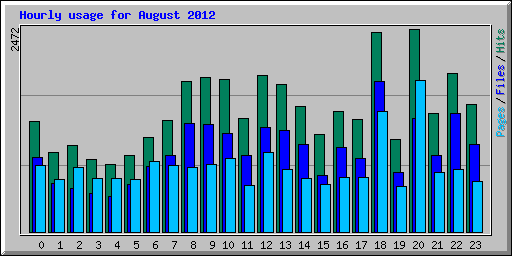 Hourly usage for August 2012
2472
Pages / Files / Hits
0 1 2 3 4 5 6 7 8 9 10 11 12 13 14 15 16 17 18 19 20 21 22 23